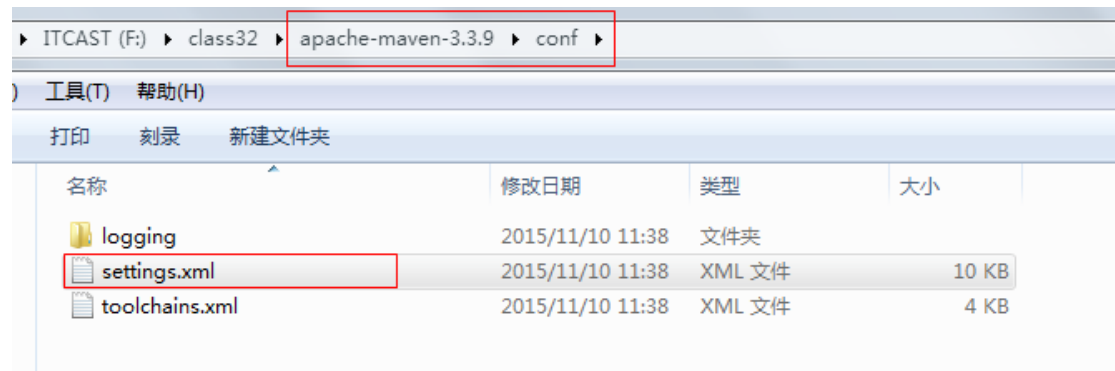 ITCAST (F:) class32 apache-maven-3.3.9 conf
) 工具(T) 帮助(H)
打印 刻录 新建文件夹
名称 修改日期 类型 大小
logging 2015/11/10 11:38 文件夹
settings.xml 2015/11/10 11:38 XML 文件 10 KB
toolchains.xml 2015/11/10 11:38 XML 文件 4 KB